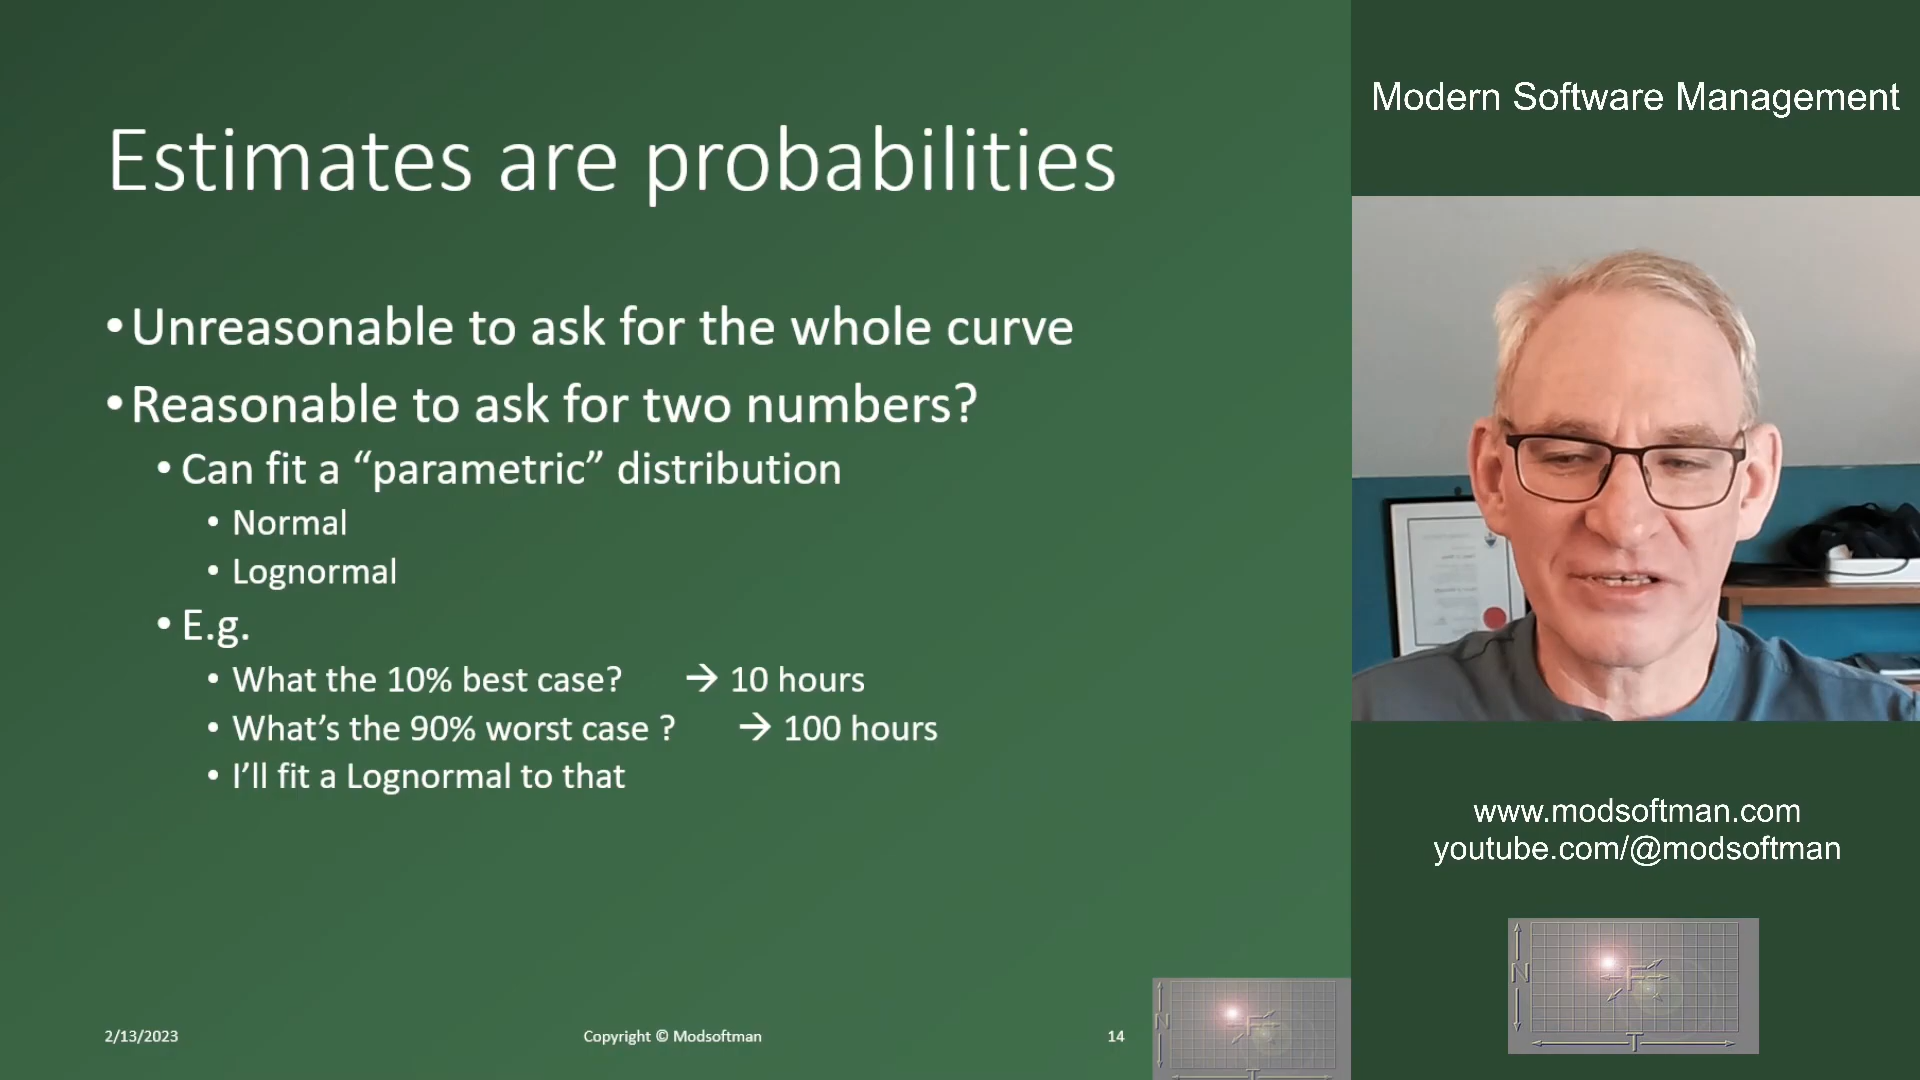 Modern Software Management
Estimates are probabilities
•Unreasonable to ask for the whole curve
•Reasonable to ask for two numbers?
• Can fit a “parametric” distribution
• Normal
• Lognormal
• E.g.
• What the 10% best case? → 10 hours
• What’s the 90% worst case ? → 100 hours
• I’ll fit a Lognormal to that
www.modsoftman.com
youtube.com/@modsoftman
2/13/2023
Copyright © Modsoftman
14
N
F
T
N
F
T